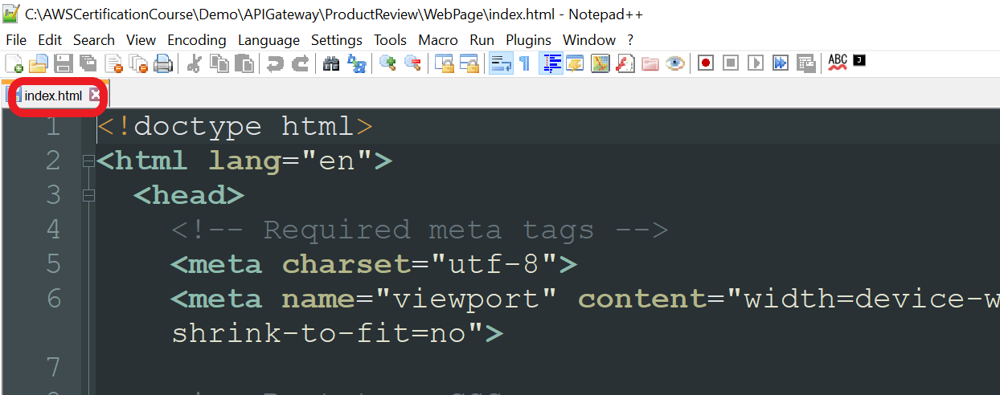 C:\AWSCertificationCourse\Demo\APIGateway\ProductReview\WebPage\index.html - Notepad++
File Edit Search View Encoding Language Settings Tools Macro Run Plugins Window ?
ABC
index.html
1 <!doctype html>
2 <html lang="en">
3 <head>
4 <!-- Required meta tags -->
5 <meta charset="utf-8">
6 <meta name="viewport" content="width=device-w
shrink-to-fit=no">
7